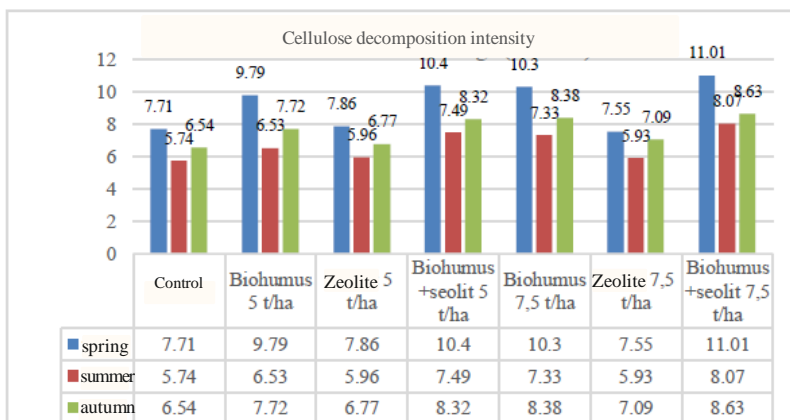 Cellulose decomposition intensity
12
10
8
6
4
2
0
7.71
5.74
6.54
9.79
6.53
7.72
7.86
5.96
6.77
10.4
7.49
8.32
10.3
7.33
8.38
7.55
5.93
7.09
11.01
8.07
8.63
Control
Biohumus
5 t/ha
Zeolite 5
t/ha
Biohumus
+seolit 5
t/ha
Biohumus
7,5 t/ha
Zeolite 7,5
t/ha
Biohumus
+seolit 7,5
t/ha
spring 7.71 9.79 7.86 10.4 10.3 7.55 11.01
summer 5.74 6.53 5.96 7.49 7.33 5.93 8.07
autumn 6.54 7.72 6.77 8.32 8.38 7.09 8.63